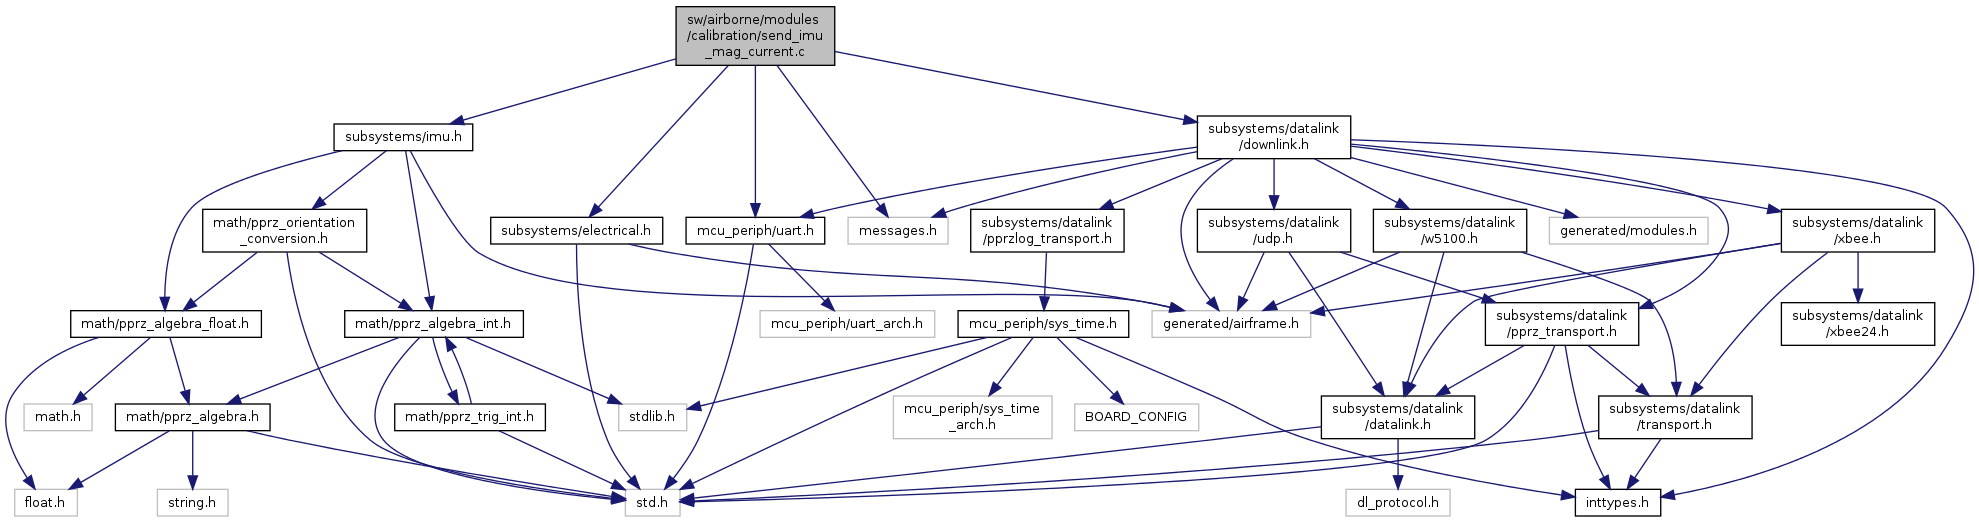 sw/airborne/modules
/calibration/send_imu
_mag_current.c
subsystems/imu.h
subsystems/datalink
/downlink.h
math/pprz_orientation
_conversion.h
subsystems/electrical.h
mcu_periph/uart.h
messages.h
subsystems/datalink
/pprzlog_transport.h
subsystems/datalink
/udp.h
subsystems/datalink
/w5100.h
generated/modules.h
subsystems/datalink
/xbee.h
math/pprz_algebra_float.h
math/pprz_algebra_int.h
mcu_periph/uart_arch.h
mcu_periph/sys_time.h
generated/airframe.h
subsystems/datalink
/pprz_transport.h
subsystems/datalink
/xbee24.h
math.h
math/pprz_algebra.h
math/pprz_trig_int.h
stdlib.h
mcu_periph/sys_time
_arch.h
BOARD_CONFIG
subsystems/datalink
/datalink.h
subsystems/datalink
/transport.h
float.h
string.h
std.h
dl_protocol.h
inttypes.h